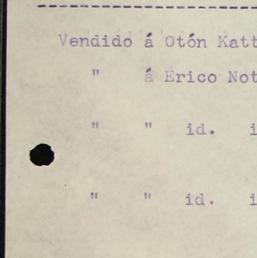 Vendido á Otón Katt
" á Erico Not
" " id. i
" " id. i